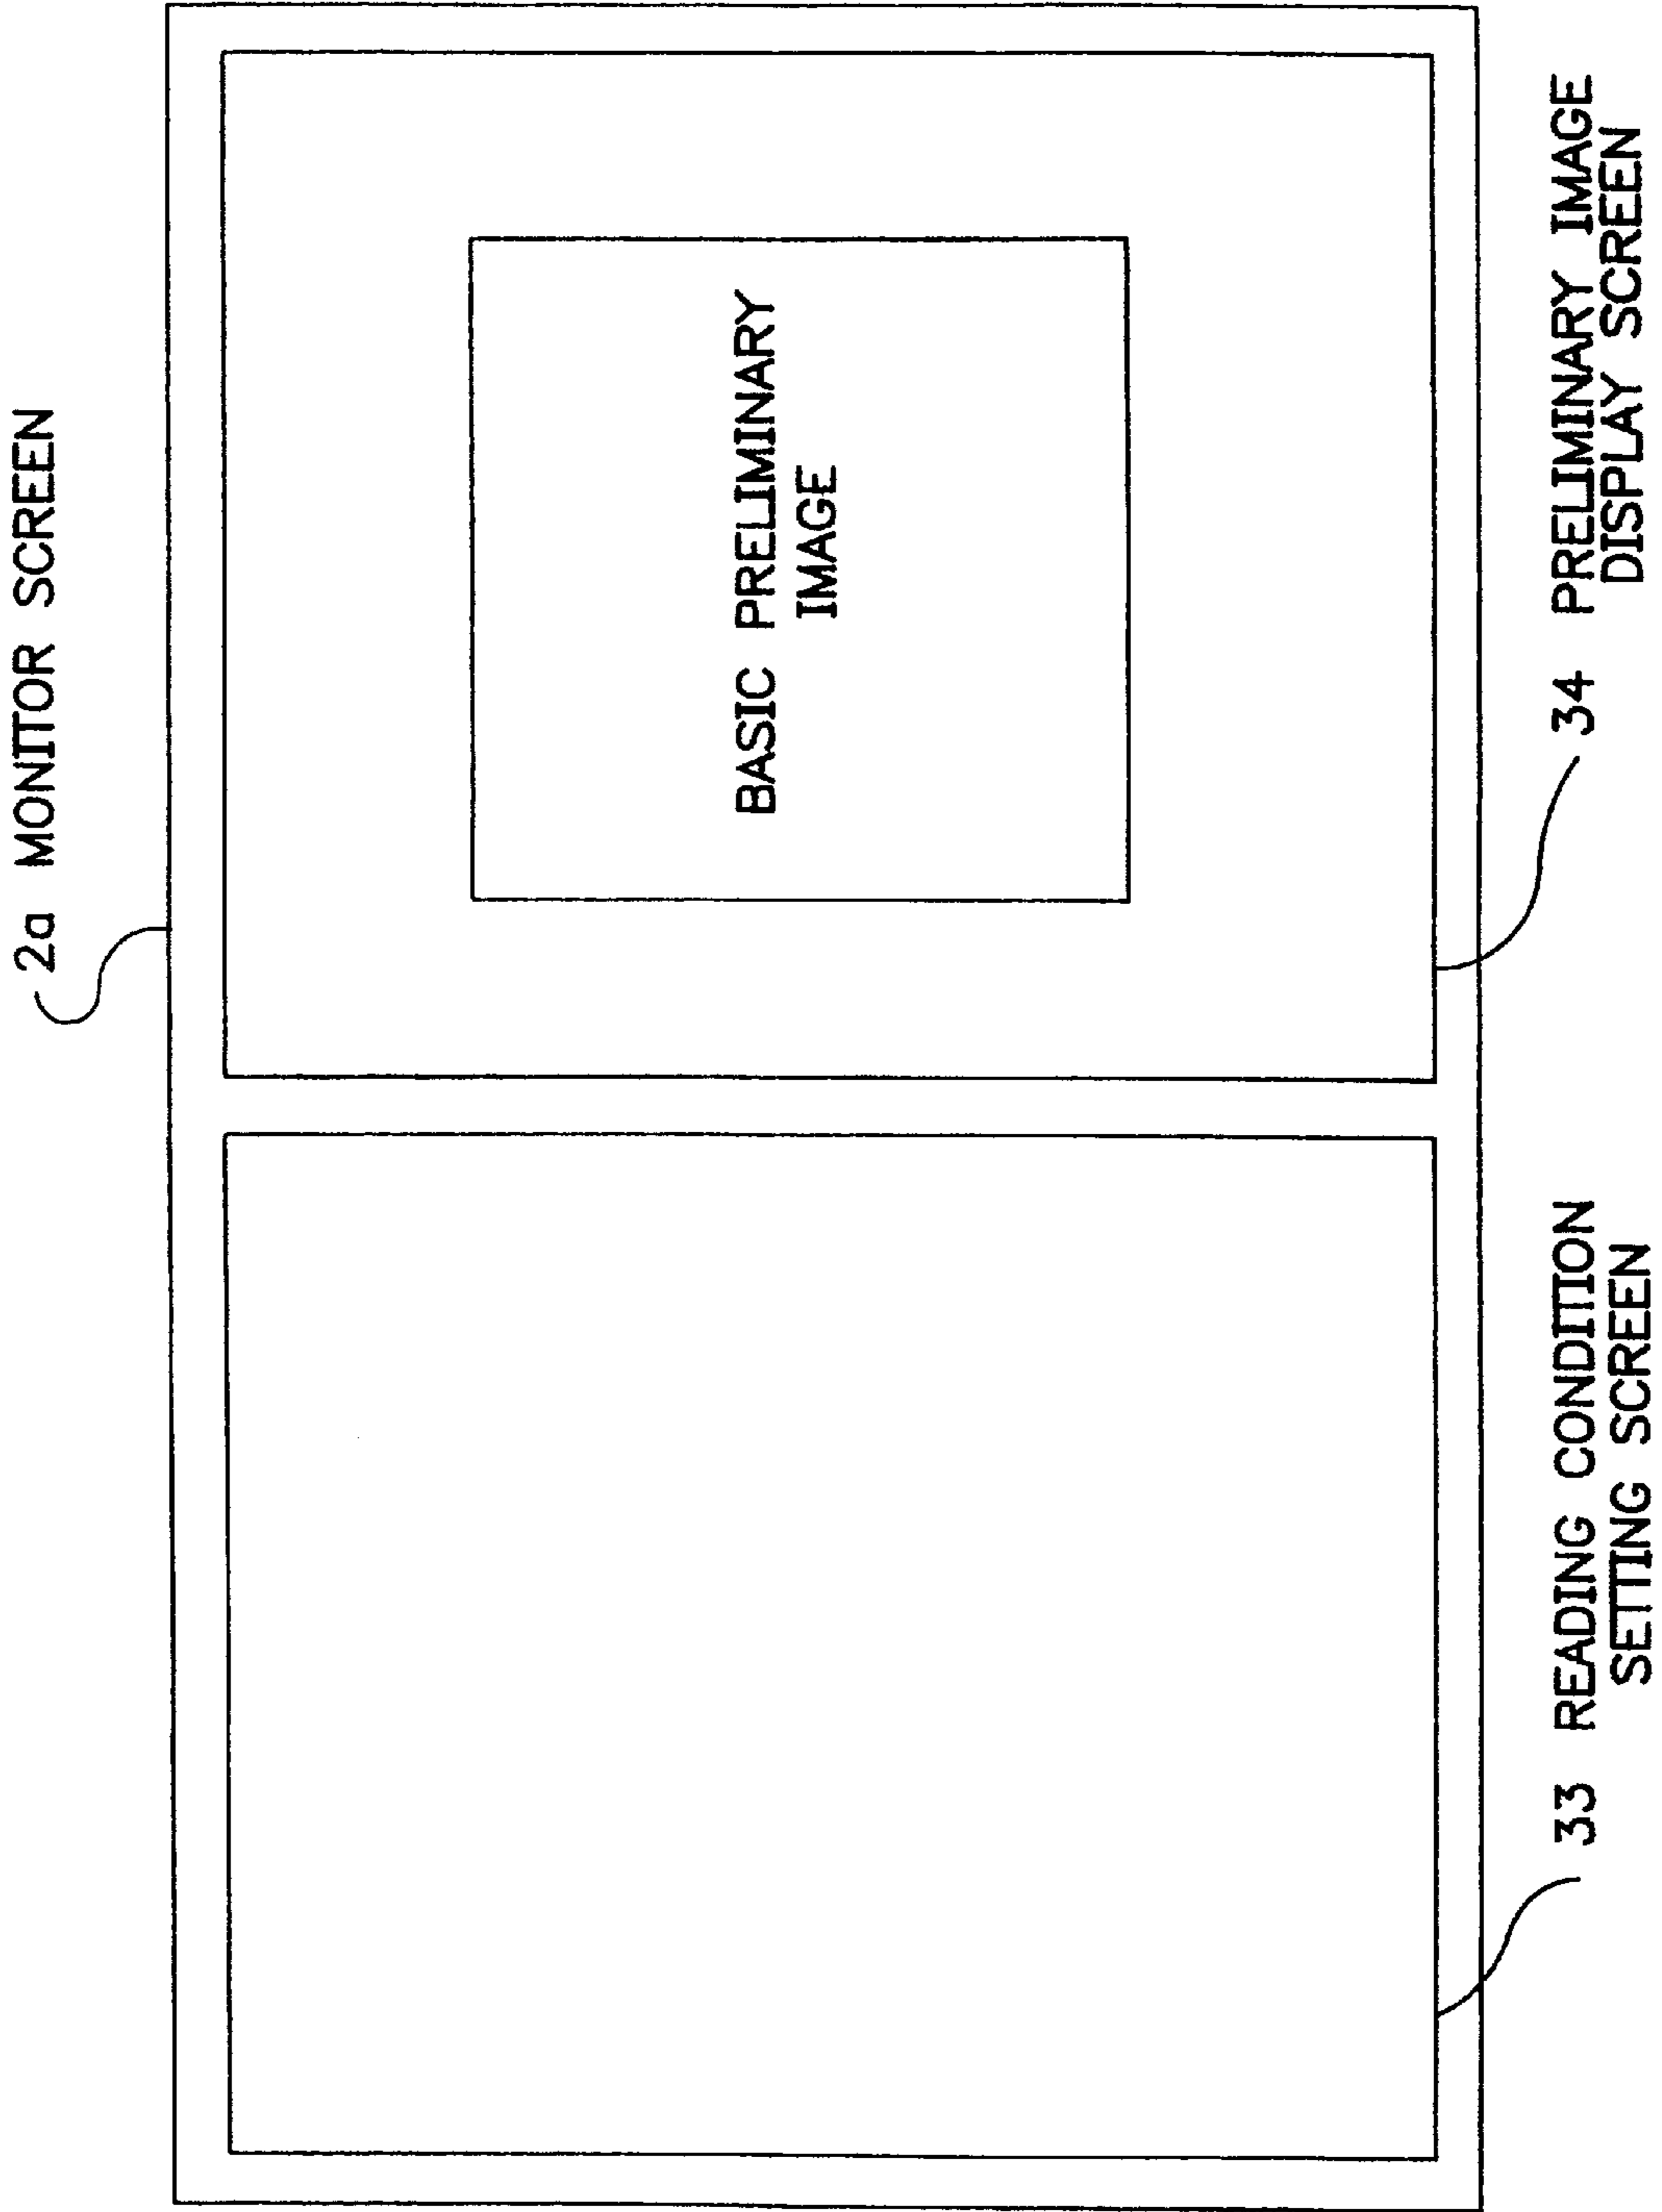 2a MONITOR SCREEN
BASIC PRELIMINARY
IMAGE
33 READING CONDITION
SETTING SCREEN
34 PRELIMINARY IMAGE
DISPLAY SCREEN